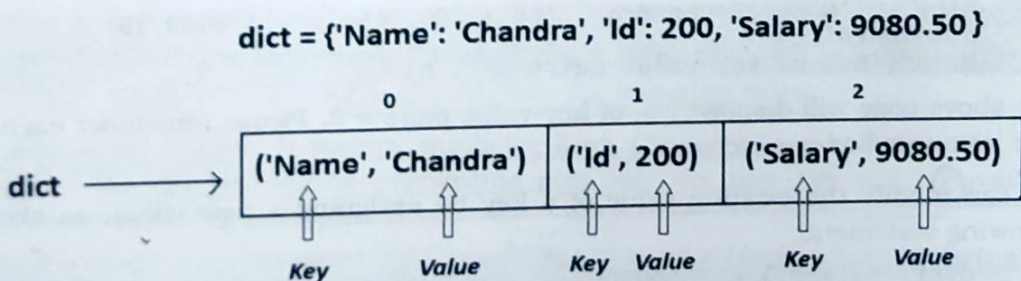 dict = {'Name': 'Chandra', 'Id': 200, 'Salary': 9080.50 }
0 1 2
dict ('Name', 'Chandra') ('Id', 200) ('Salary', 9080.50)
Key Value Key Value Key Value